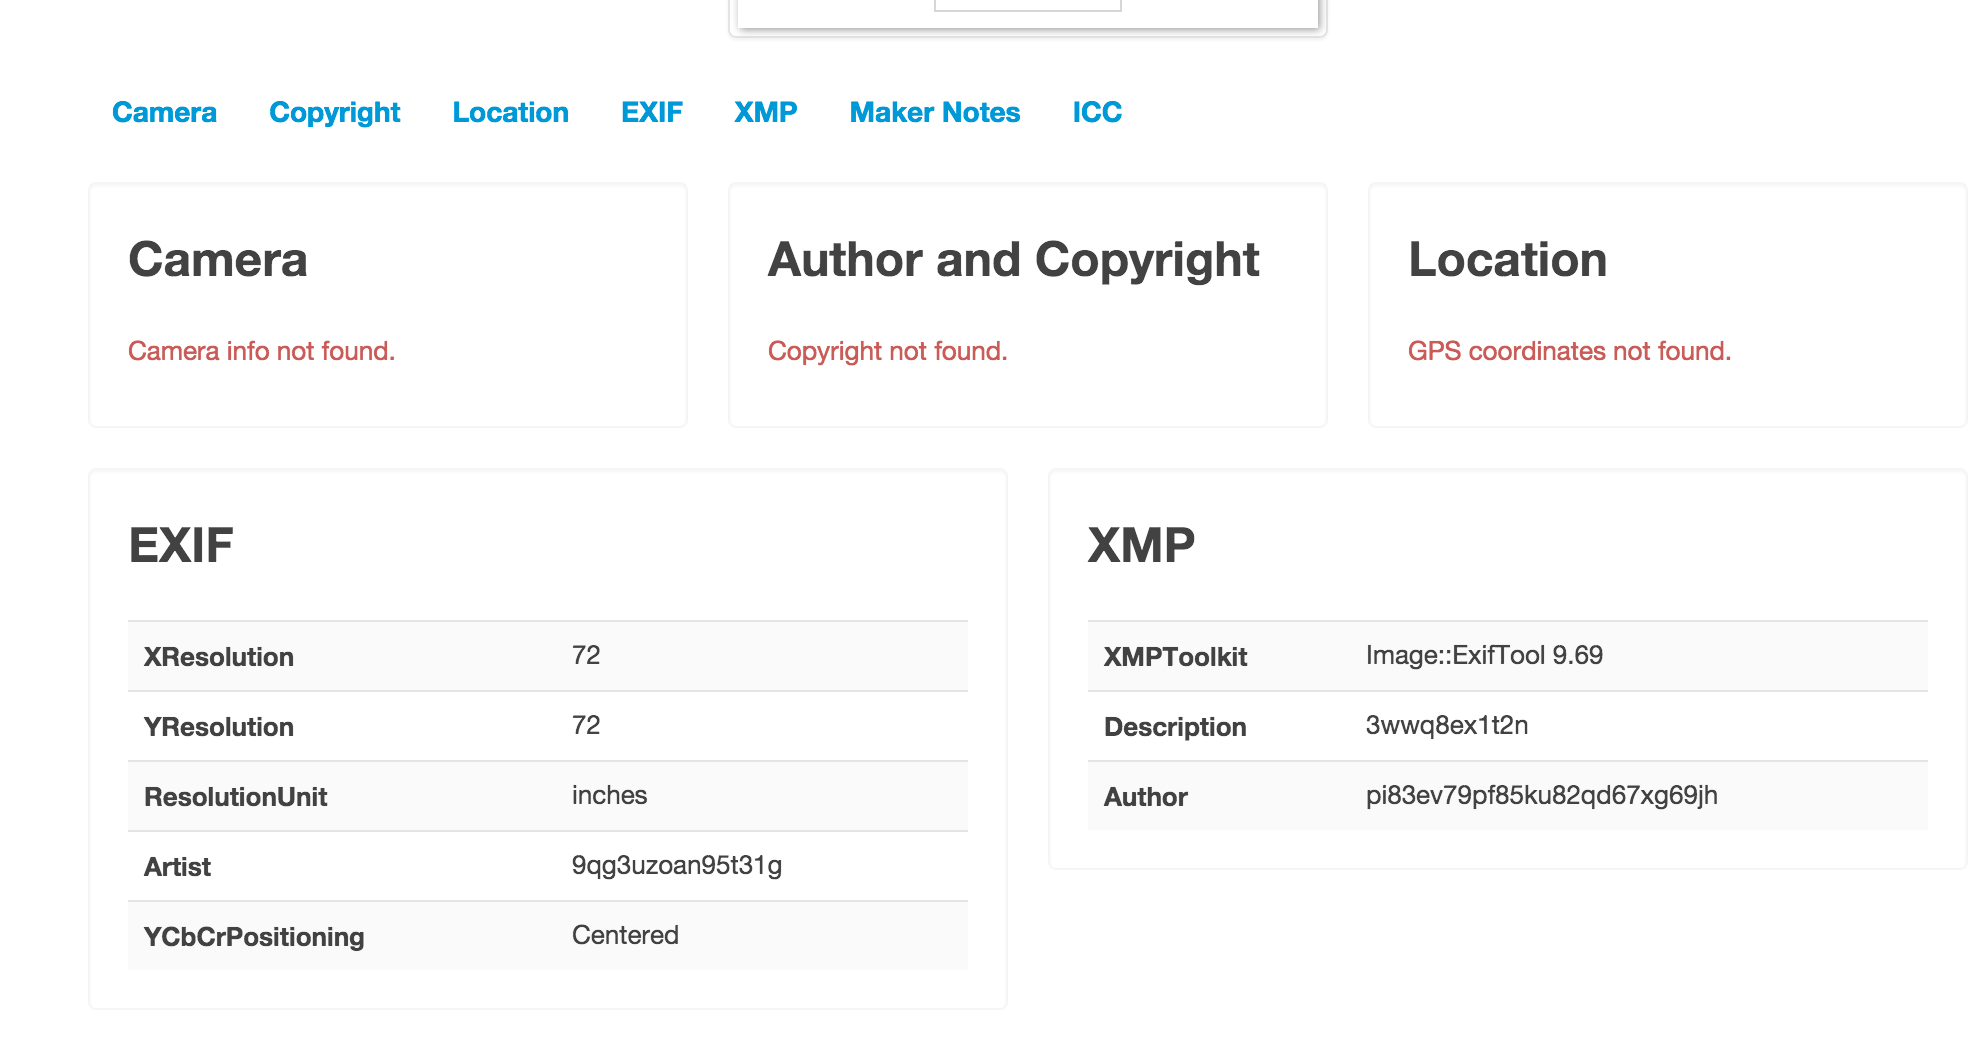 Camera Copyright Location EXIF XMP Maker Notes ICC
Camera
Camera info not found.
Author and Copyright
Copyright not found.
Location
GPS coordinates not found.
EXIF
XResolution 72
YResolution 72
ResolutionUnit inches
Artist 9qg3uzoan95t31g
YCbCrPositioning Centered
XMP
XMPToolkit Image::ExifTool 9.69
Description 3wwq8ex1t2n
Author pi83ev79pf85ku82qd67xg69jh